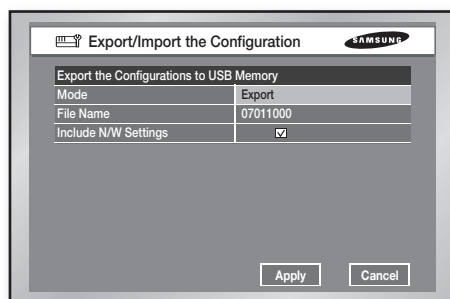 Export/Import the Configuration
SAMSUNG
Export the Configurations to USB Memory
Mode Export
File Name 07011000
Include N/W Settings
Apply Cancel